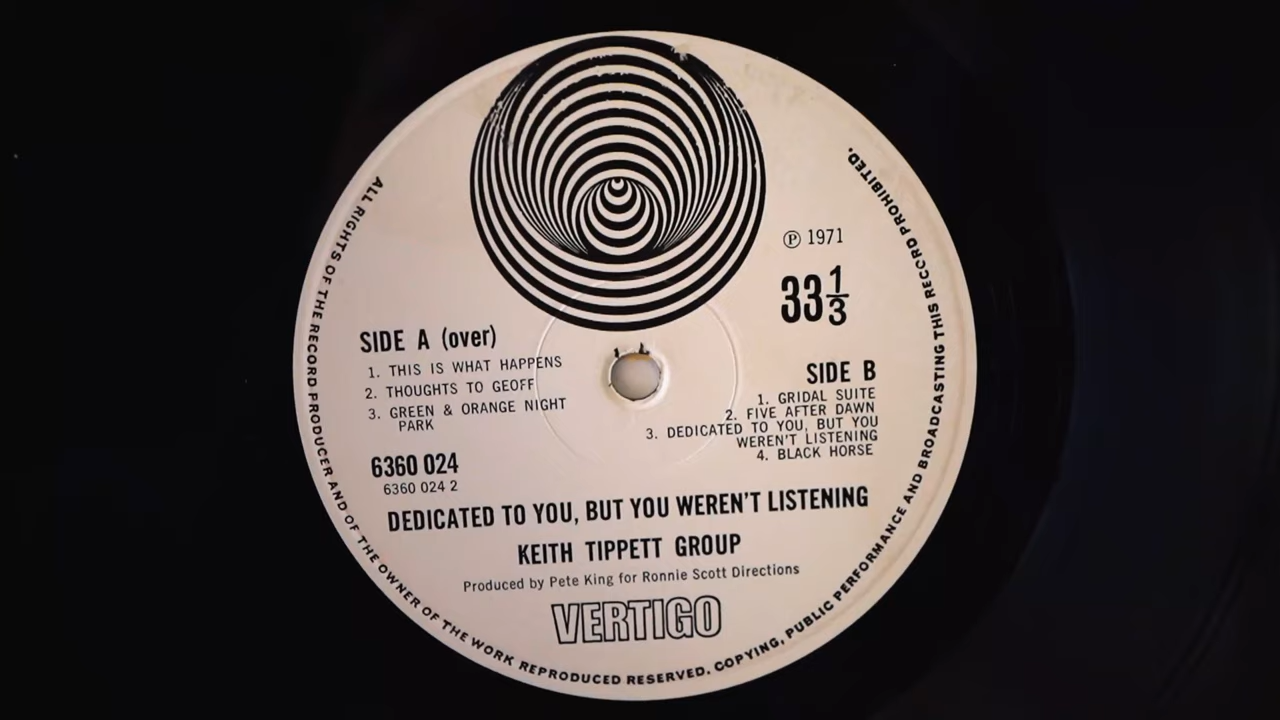 ALL RIGHTS OF THE RECORD PRODUCER AND OF THE OWNER OF THE WORK REPRODUCED RESERVED. COPYING, PUBLIC PERFORMANCE AND BROADCASTING THIS RECCRD PROHIBITED.
℗ 1971
33 1/3
SIDE A (over)
1. THIS IS WHAT HAPPENS
2. THOUGHTS TO GEOFF
3. GREEN & ORANGE NIGHT
PARK
SIDE B
1. GRIDAL SUITE
2. FIVE AFTER DAWN
3. DEDICATED TO YOU, BUT YOU
WEREN'T LISTENING
4. BLACK HORSE
6360 024
6360 024 2
DEDICATED TO YOU, BUT YOU WEREN'T LISTENING
KEITH TIPPETT GROUP
Produced by Pete King for Ronnie Scott Directions
VERTIGO